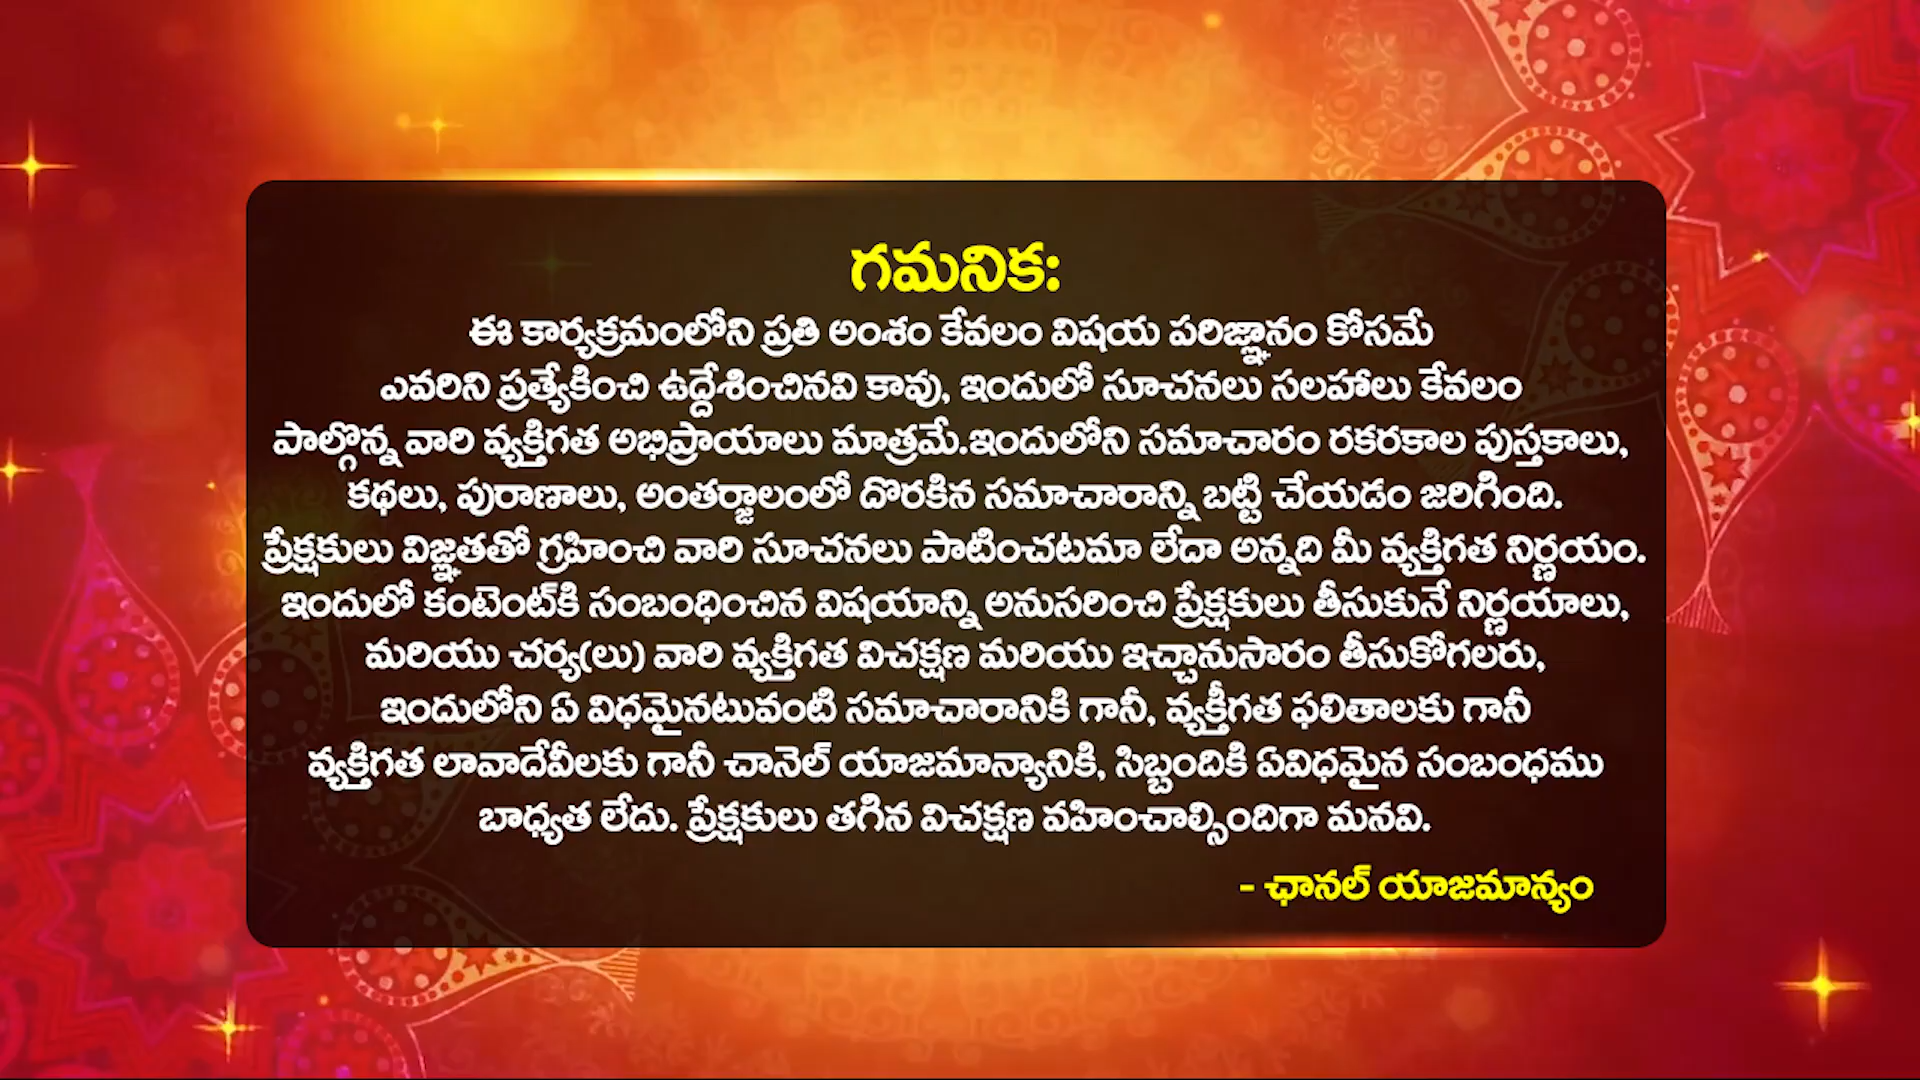 గమనిక:
ఈ కార్యక్రమంలోని ప్రతి అంశం కేవలం విషయ పరిజ్ఞానం కోసమే
ఎవరిని ప్రత్యేకించి ఉద్దేశించినవి కావు, ఇందులో సూచనలు సలహాలు కేవలం
పాల్గొన్న వారి వ్యక్తిగత అభిప్రాయాలు మాత్రమే.ఇందులోని సమాచారం రకరకాల పుస్తకాలు,
కథలు, పురాణాలు, అంతర్జాలంలో దొరకిన సమాచారాన్ని బట్టి చేయడం జరిగింది.
ప్రేక్షకులు విజ్ఞతతో గ్రహించి వారి సూచనలు పాటించటమా లేదా అన్నది మీ వ్యక్తిగత నిర్ణయం.
ఇందులో కంటెంట్‌కి సంబంధించిన విషయాన్ని అనుసరించి ప్రేక్షకులు తీసుకునే నిర్ణయాలు,
మరియు చర్య(లు) వారి వ్యక్తిగత విచక్షణ మరియు ఇచ్చానుసారం తీసుకోగలరు,
ఇందులోని ఏ విధమైనటువంటి సమాచారానికి గానీ, వ్యక్తీగత ఫలితాలకు గానీ
వ్యక్తిగత లావాదేవీలకు గానీ చానెల్ యాజమాన్యానికి, సిబ్బందికి ఏవిధమైన సంబంధము
బాధ్యత లేదు. ప్రేక్షకులు తగిన విచక్షణ వహించాల్సిందిగా మనవి.
- ఛానల్ యాజమాన్యం